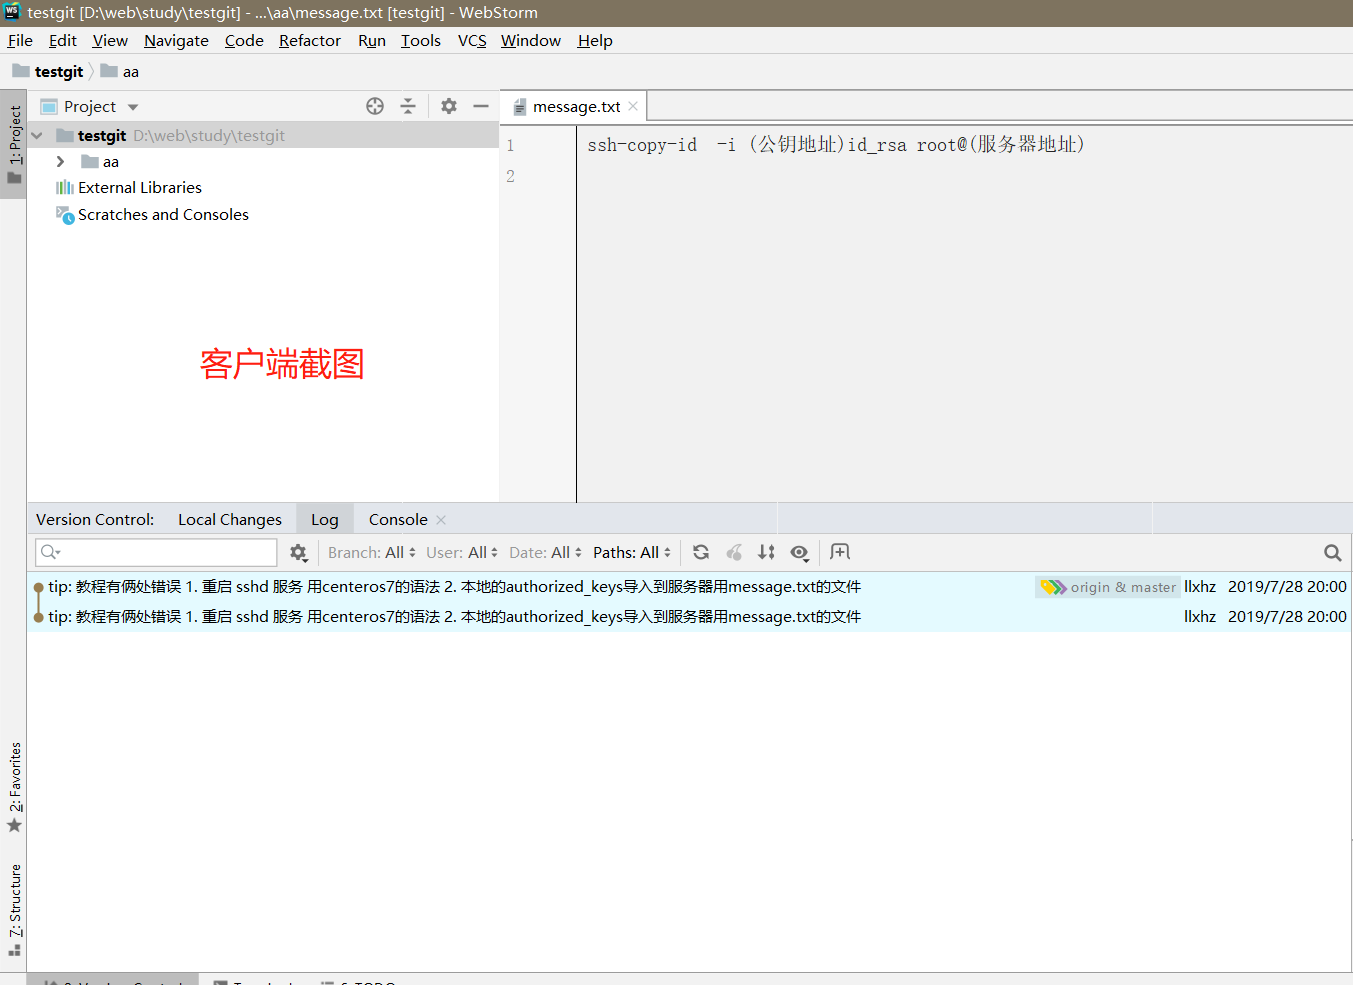 testgit [D:\web\study\testgit] - ...\aa\message.txt [testgit] - WebStorm
File Edit View Navigate Code Refactor Run Tools VCS Window Help
testgit aa
1: Project
Project
message.txt
testgit D:\web\study\testgit
aa
External Libraries
Scratches and Consoles
1 ssh-copy-id -i (公钥地址)id_rsa root@(服务器地址)
2
客户端截图
Version Control: Local Changes Log Console
Branch: All User: All Date: All Paths: All
tip: 教程有俩处错误 1. 重启 sshd 服务 用centeros7的语法 2. 本地的authorized_keys导入到服务器用message.txt的文件 origin & master llxhz 2019/7/28 20:00
tip: 教程有俩处错误 1. 重启 sshd 服务 用centeros7的语法 2. 本地的authorized_keys导入到服务器用message.txt的文件 llxhz 2019/7/28 20:00
2: Favorites
7: Structure